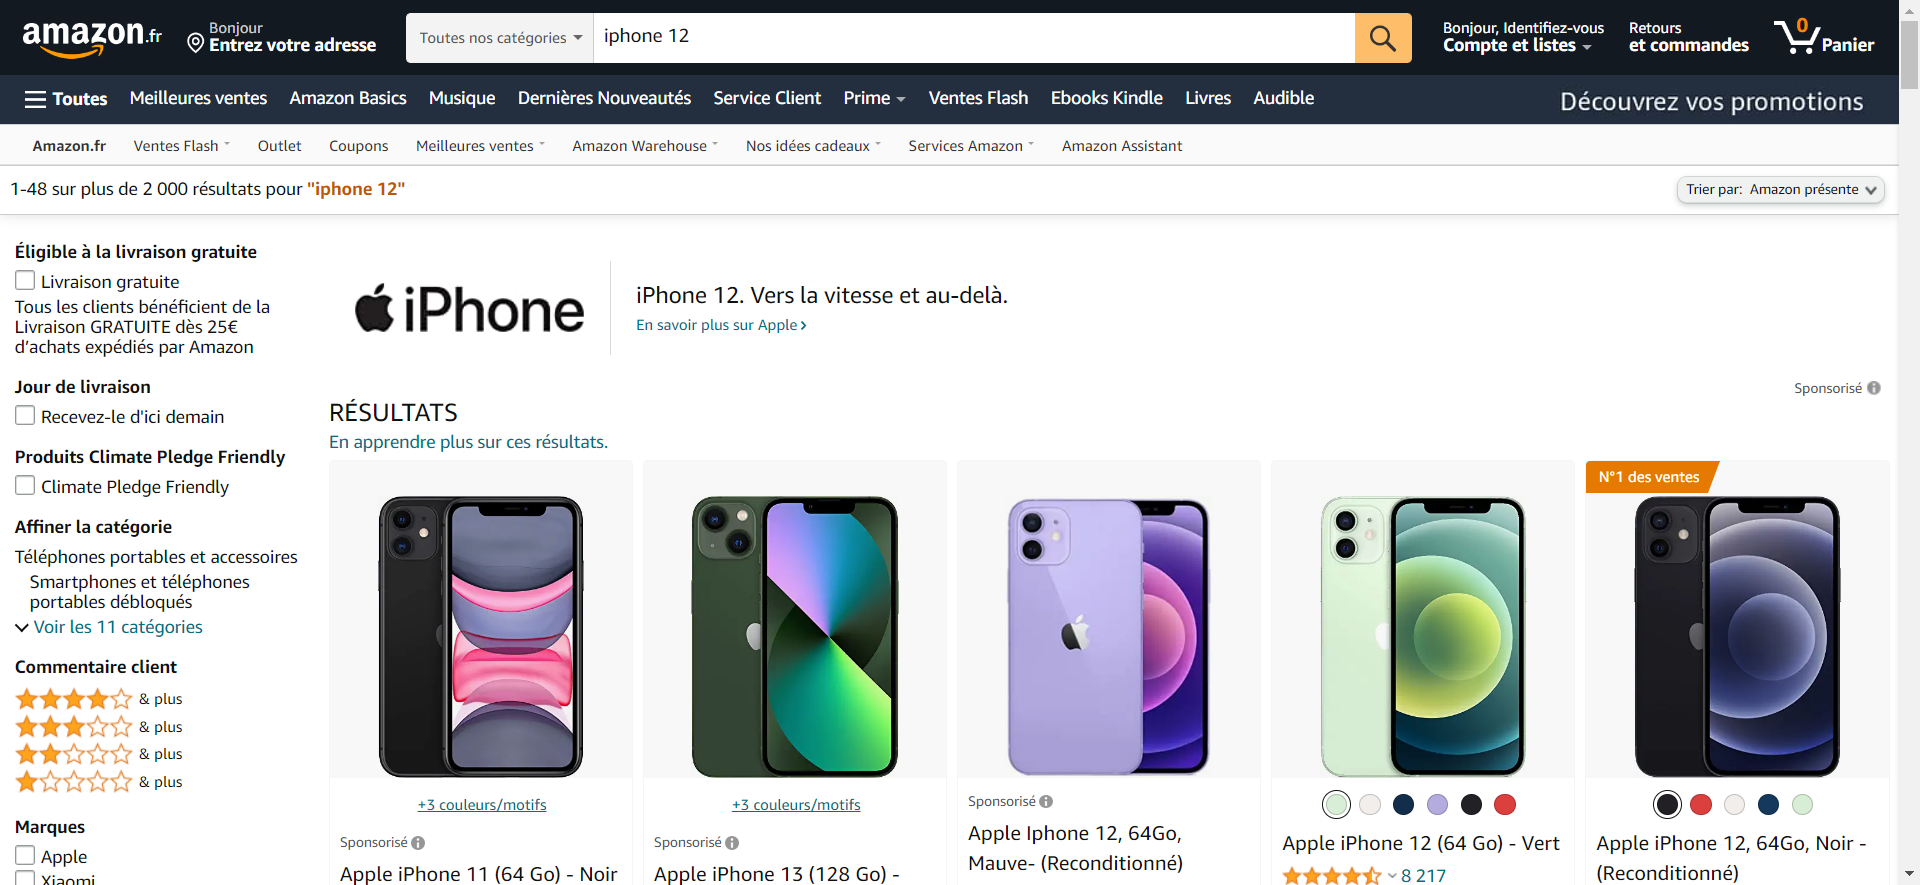 amazon.fr
Bonjour
Entrez votre adresse
Toutes nos catégories
iphone 12
Bonjour, Identifiez-vous
Compte et listes
Retours
et commandes
0
Panier
Toutes
Meilleures ventes
Amazon Basics
Musique
Dernières Nouveautés
Service Client
Prime
Ventes Flash
Ebooks Kindle
Livres
Audible
Découvrez vos promotions
Amazon.fr
Ventes Flash
Outlet
Coupons
Meilleures ventes
Amazon Warehouse
Nos idées cadeaux
Services Amazon
Amazon Assistant
1-48 sur plus de 2 000 résultats pour "iphone 12"
Trier par: Amazon présente
Éligible à la livraison gratuite
Livraison gratuite
Tous les clients bénéficient de la
Livraison GRATUITE dès 25€
d’achats expédiés par Amazon
Jour de livraison
Recevez-le d'ici demain
Produits Climate Pledge Friendly
Climate Pledge Friendly
Affiner la catégorie
Téléphones portables et accessoires
Smartphones et téléphones
portables débloqués
Voir les 11 catégories
Commentaire client
& plus
& plus
& plus
& plus
Marques
Apple
Xiaomi
iPhone
iPhone 12. Vers la vitesse et au-delà.
En savoir plus sur Apple
Sponsorisé
RÉSULTATS
En apprendre plus sur ces résultats.
+3 couleurs/motifs
Sponsorisé
Apple iPhone 11 (64 Go) - Noir
+3 couleurs/motifs
Sponsorisé
Apple iPhone 13 (128 Go) -
Sponsorisé
Apple Iphone 12, 64Go,
Mauve- (Reconditionné)
Apple iPhone 12 (64 Go) - Vert
8 217
N°1 des ventes
Apple iPhone 12, 64Go, Noir -
(Reconditionné)